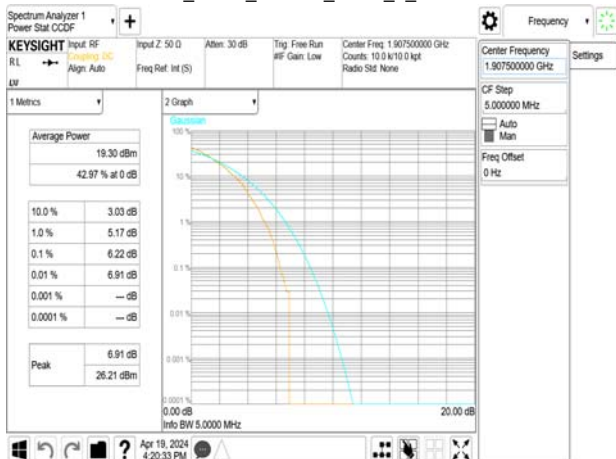 Spectrum Analyzer 1
Power Stat CCDF
Frequency
KEYSIGHT
RL
Input: RF
Coupling: DC
Align: Auto
Input Z: 50 Ω
Freq Ref: Int (S)
Atten: 30 dB
Trig: Free Run
#IF Gain: Low
Center Freq: 1.907500000 GHz
Counts: 10.0 k/10.0 kpt
Radio Std: None
Center Frequency
1.907500000 GHz
Settings
CF Step
5.000000 MHz
Auto
Man
Freq Offset
0 Hz
1 Metrics
Average Power
19.30 dBm
42.97 % at 0 dB
10.0 % 3.03 dB
1.0 % 5.17 dB
0.1 % 6.22 dB
0.01 % 6.91 dB
0.001 % --- dB
0.0001 % --- dB
Peak
6.91 dB
26.21 dBm
2 Graph
Gaussian
100 %
10 %
1 %
0.1 %
0.01 %
0.001 %
0.0001 %
0.00 dB
20.00 dB
Info BW 5.0000 MHz
?
Apr 19, 2024
4:20:33 PM